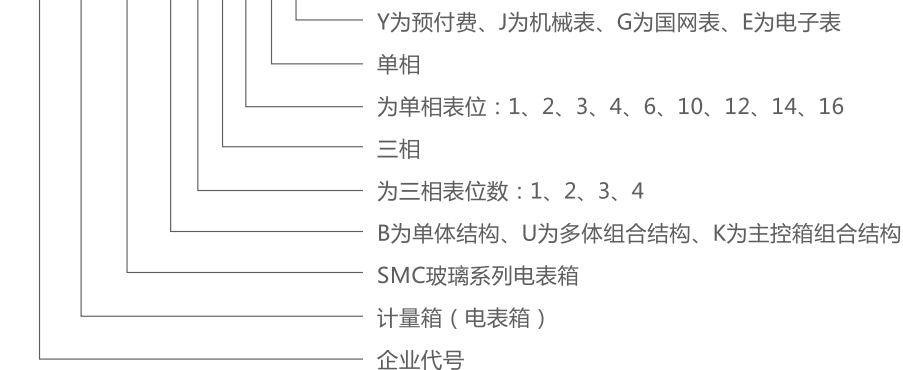 Y为预付费、J为机械表、G为国网表、E为电子表
单相
为单相表位：1、2、3、4、6、10、12、14、16
三相
为三相表位数：1、2、3、4
B为单体结构、U为多体组合结构、K为主控箱组合结构
SMC玻璃系列电表箱
计量箱（电表箱）
企业代号